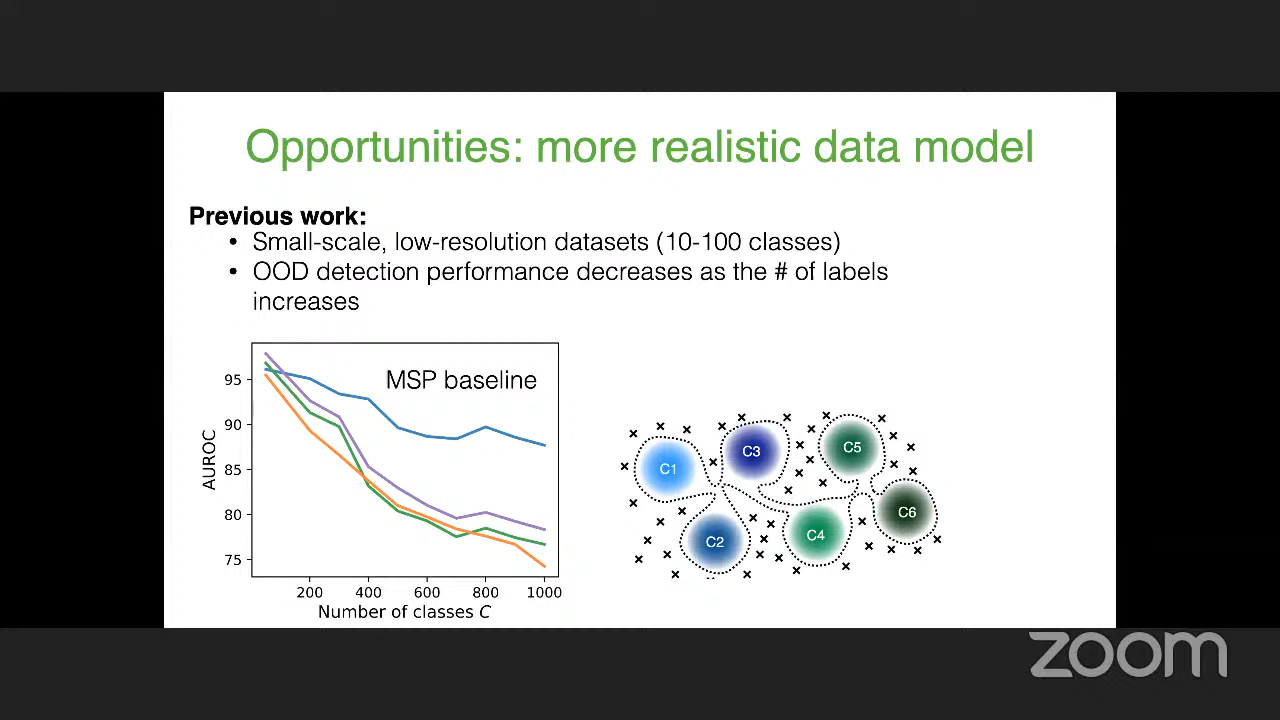 Opportunities: more realistic data model
Previous work:
• Small-scale, low-resolution datasets (10-100 classes)
• OOD detection performance decreases as the # of labels
increases
MSP baseline
95
90
85
80
75
AUROC
200 400 600 800 1000
Number of classes C
C1
C2
C3
C4
C5
C6
zoom